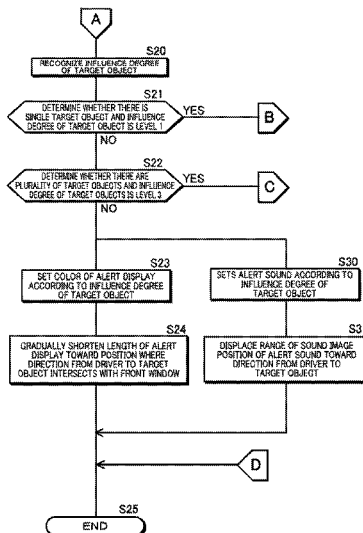 A
S20
RECOGNIZE INFLUENCE DEGREE
OF TARGET OBJECT
S21
DETERMINE WHETHER THERE IS
SINGLE TARGET OBJECT AND INFLUENCE
DEGREE OF TARGET OBJECT IS LEVEL 1
YES
B
NO
S22
DETERMINE WHETHER THERE ARE
PLURALITY OF TARGET OBJECTS AND INFLUENCE
DEGREE OF TARGET OBJECTS IS LEVEL 3
YES
C
NO
S23
SET COLOR OF ALERT DISPLAY
ACCORDING TO INFLUENCE DEGREE
OF TARGET OBJECT
S30
SETS ALERT SOUND ACCORDING TO
INFLUENCE DEGREE OF
TARGET OBJECT
S24
GRADUALLY SHORTEN LENGTH OF ALERT
DISPLAY TOWARD POSITION WHERE
DIRECTION FROM DRIVER TO TARGET
OBJECT INTERSECTS WITH FRONT WINDOW
S3
DISPLACE RANGE OF SOUND IMAGE
POSITION OF ALERT SOUND TOWARD
DIRECTION FROM DRIVER TO
TARGET OBJECT
D
S25
END